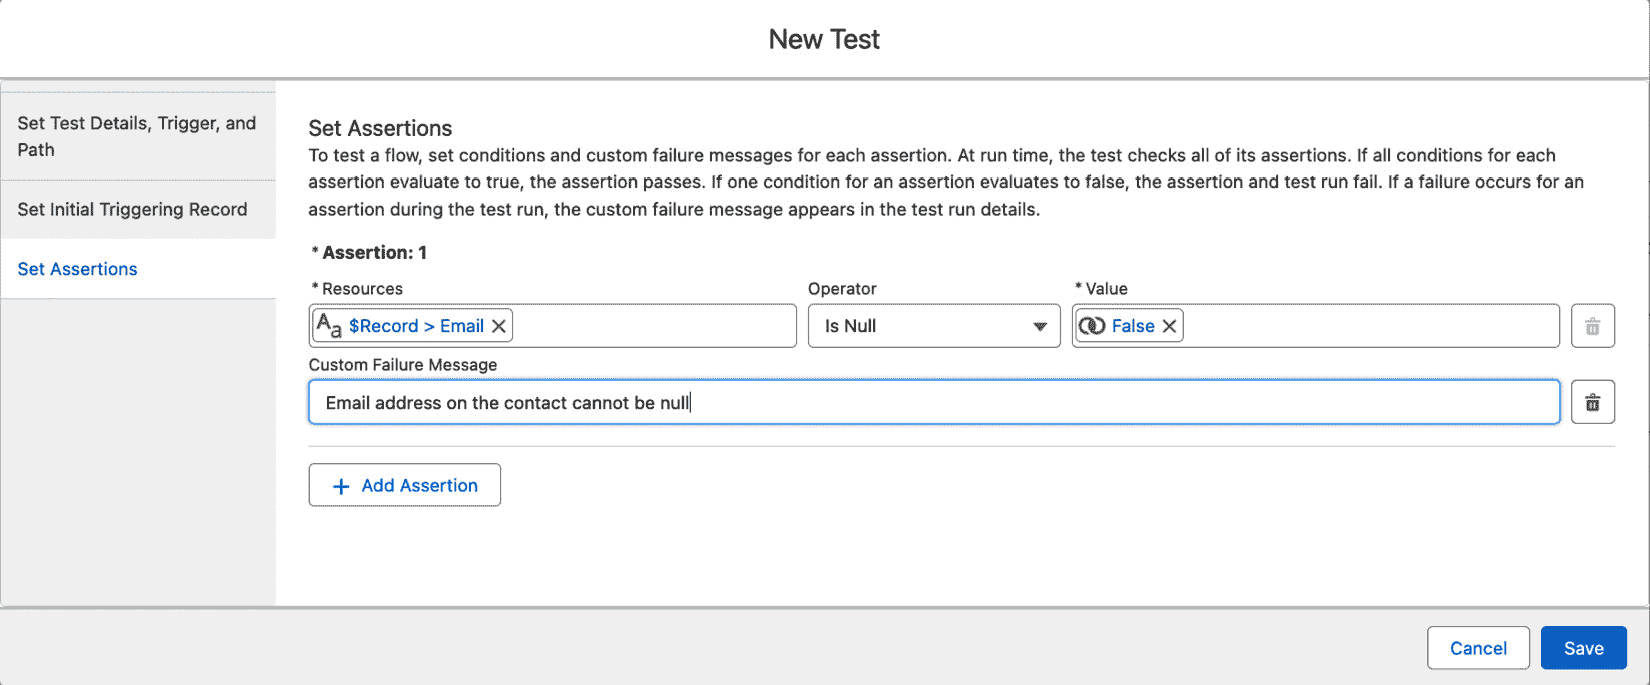 New Test
Set Test Details, Trigger, and
Path
Set Initial Triggering Record
Set Assertions
Set Assertions
To test a flow, set conditions and custom failure messages for each assertion. At run time, the test checks all of its assertions. If all conditions for each
assertion evaluate to true, the assertion passes. If one condition for an assertion evaluates to false, the assertion and test run fail. If a failure occurs for an
assertion during the test run, the custom failure message appears in the test run details.
* Assertion: 1
* Resources Operator * Value
Aa $Record > Email Is Null False
Custom Failure Message
Email address on the contact cannot be null
+ Add Assertion
Cancel Save